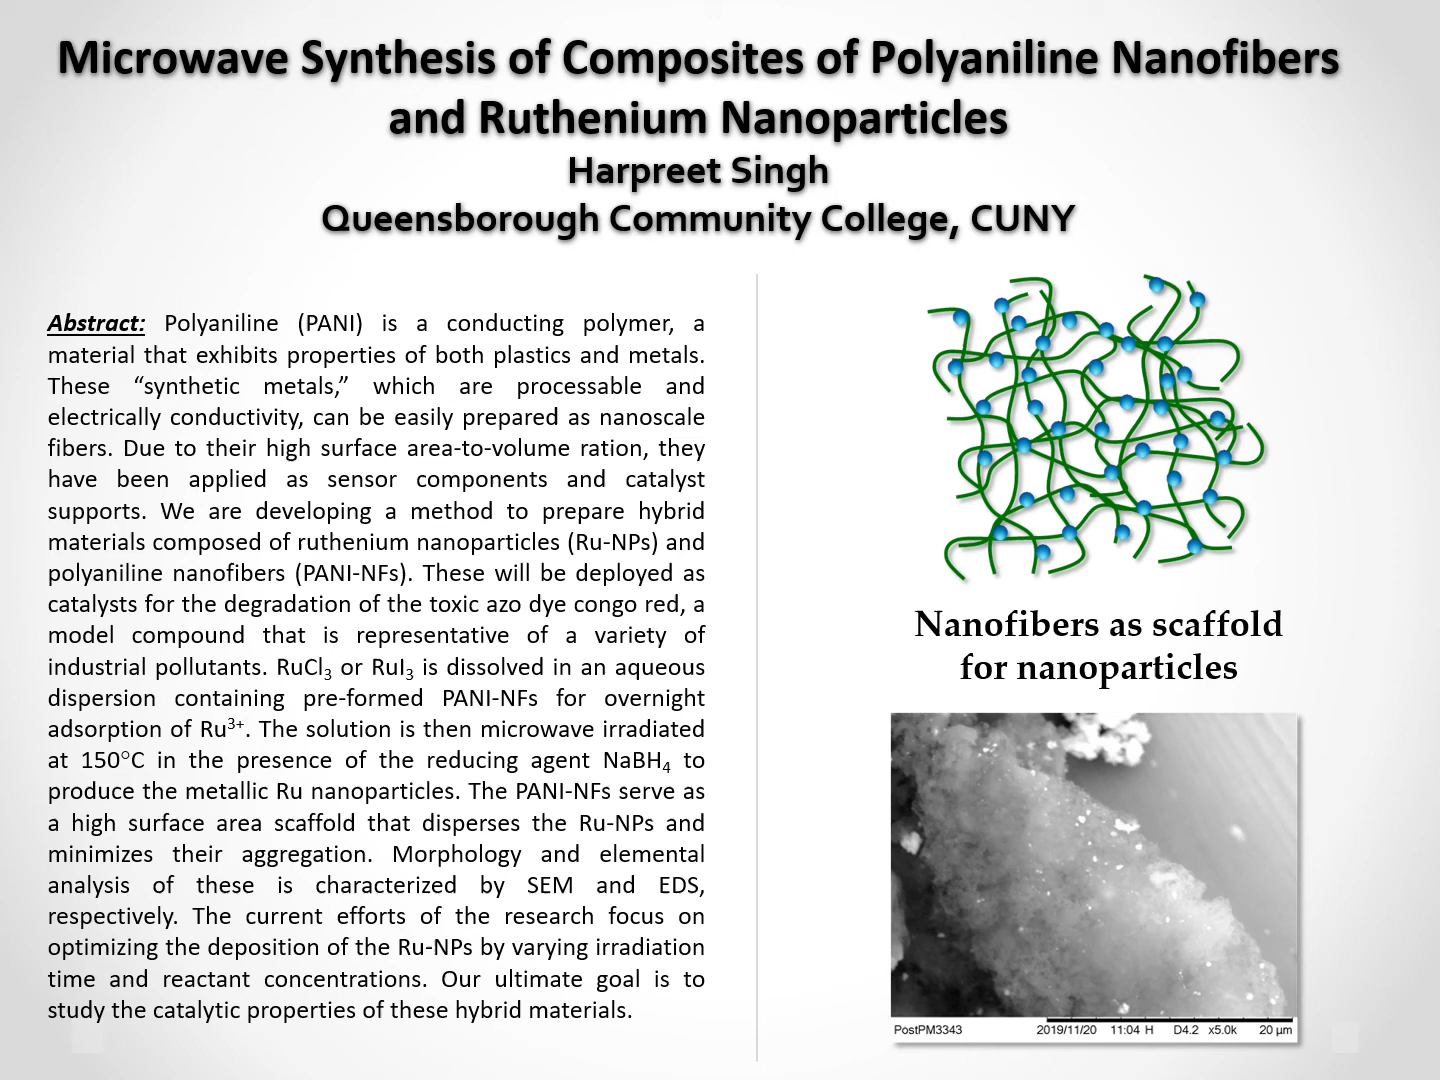 Microwave Synthesis of Composites of Polyaniline Nanofibers
and Ruthenium Nanoparticles
Harpreet Singh
Queensborough Community College, CUNY
Abstract: Polyaniline (PANI) is a conducting polymer, a
material that exhibits properties of both plastics and metals.
These “synthetic metals,” which are processable and
electrically conductivity, can be easily prepared as nanoscale
fibers. Due to their high surface area-to-volume ration, they
have been applied as sensor components and catalyst
supports. We are developing a method to prepare hybrid
materials composed of ruthenium nanoparticles (Ru-NPs) and
polyaniline nanofibers (PANI-NFs). These will be deployed as
catalysts for the degradation of the toxic azo dye congo red, a
model compound that is representative of a variety of
industrial pollutants. RuCl₃ or RuI₃ is dissolved in an aqueous
dispersion containing pre-formed PANI-NFs for overnight
adsorption of Ru³⁺. The solution is then microwave irradiated
at 150°C in the presence of the reducing agent NaBH₄ to
produce the metallic Ru nanoparticles. The PANI-NFs serve as
a high surface area scaffold that disperses the Ru-NPs and
minimizes their aggregation. Morphology and elemental
analysis of these is characterized by SEM and EDS,
respectively. The current efforts of the research focus on
optimizing the deposition of the Ru-NPs by varying irradiation
time and reactant concentrations. Our ultimate goal is to
study the catalytic properties of these hybrid materials.
Nanofibers as scaffold
for nanoparticles
PostPM3343 2019/11/20 11:04 H D4.2 x5.0k 20 µm